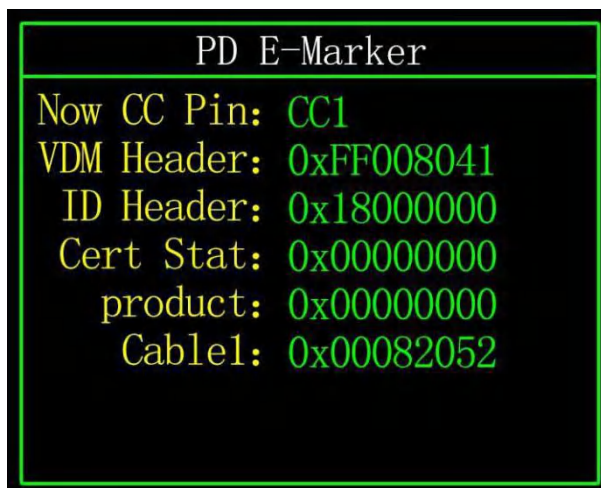 PD E-Marker
Now CC Pin: CC1
VDM Header: 0xFF008041
ID Header: 0x18000000
Cert Stat: 0x00000000
product: 0x00000000
Cable1: 0x00082052